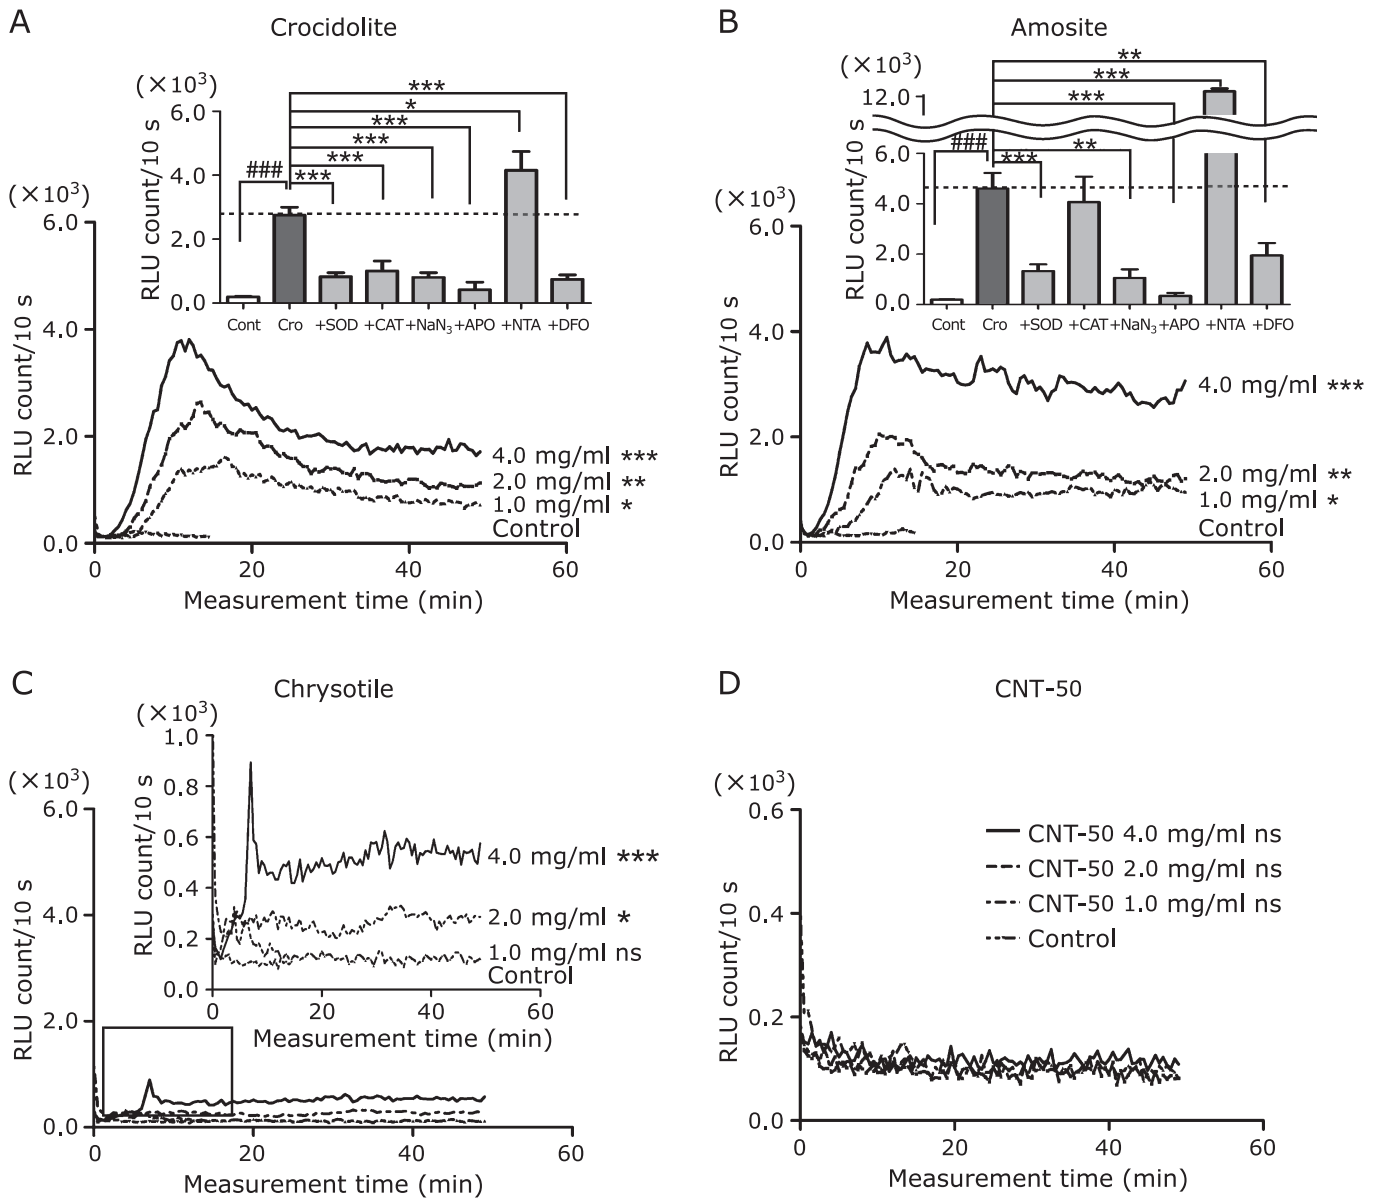 A
Crocidolite
(×10³)
RLU count/10 s
6.0
4.0
2.0
0.0
***
*
***
***
***
***
###
Cont Cro +SOD +CAT +NaN₃ +APO +NTA +DFO
(×10³)
RLU count/10 s
6.0
4.0
2.0
0.0
4.0 mg/ml ***
2.0 mg/ml **
1.0 mg/ml *
Control
0 20 40 60
Measurement time (min)
B
Amosite
(×10³)
RLU count/10 s
12.0
6.0
4.0
2.0
0.0
**
***
***
**
***
###
Cont Cro +SOD +CAT +NaN₃ +APO +NTA +DFO
(×10³)
RLU count/10 s
6.0
4.0
2.0
0.0
4.0 mg/ml ***
2.0 mg/ml **
1.0 mg/ml *
Control
0 20 40 60
Measurement time (min)
C
Chrysotile
(×10³)
RLU count/10 s
1.0
0.8
0.6
0.4
0.2
0.0
4.0 mg/ml ***
2.0 mg/ml *
1.0 mg/ml ns
Control
0 20 40 60
Measurement time (min)
(×10³)
RLU count/10 s
6.0
4.0
2.0
0.0
0 20 40 60
Measurement time (min)
D
CNT-50
(×10³)
RLU count/10 s
0.6
0.4
0.2
0.0
CNT-50 4.0 mg/ml ns
CNT-50 2.0 mg/ml ns
CNT-50 1.0 mg/ml ns
Control
0 20 40 60
Measurement time (min)